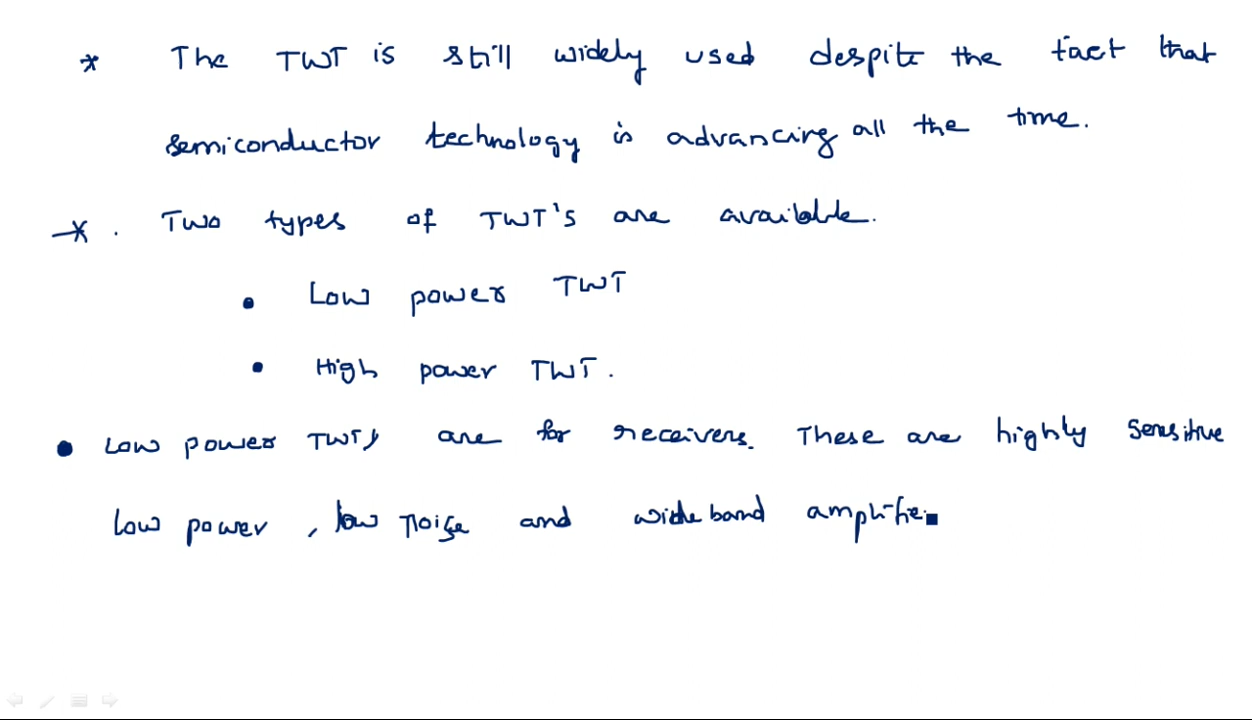 * The TWT is still widely used despite the fact that
semiconductor technology is advancing all the time.
* . Two types of TWT's are available.
• Low power TWT
• High power TWT.
• Low power TWTs are for receivers. These are highly sensitive
low power, low noise and wideband amplifie